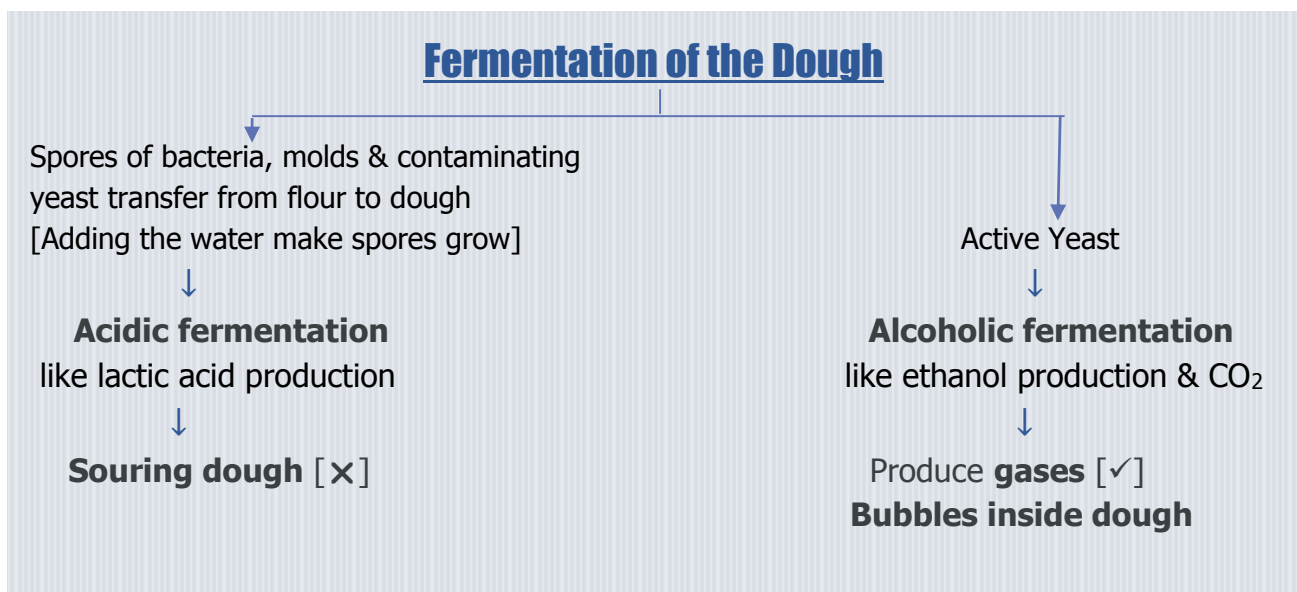 Fermentation of the Dough
Spores of bacteria, molds & contaminating
yeast transfer from flour to dough
[Adding the water make spores grow]
↓
Acidic fermentation
like lactic acid production
↓
Souring dough [×]
Active Yeast
↓
Alcoholic fermentation
like ethanol production & CO₂
↓
Produce gases [✓]
Bubbles inside dough